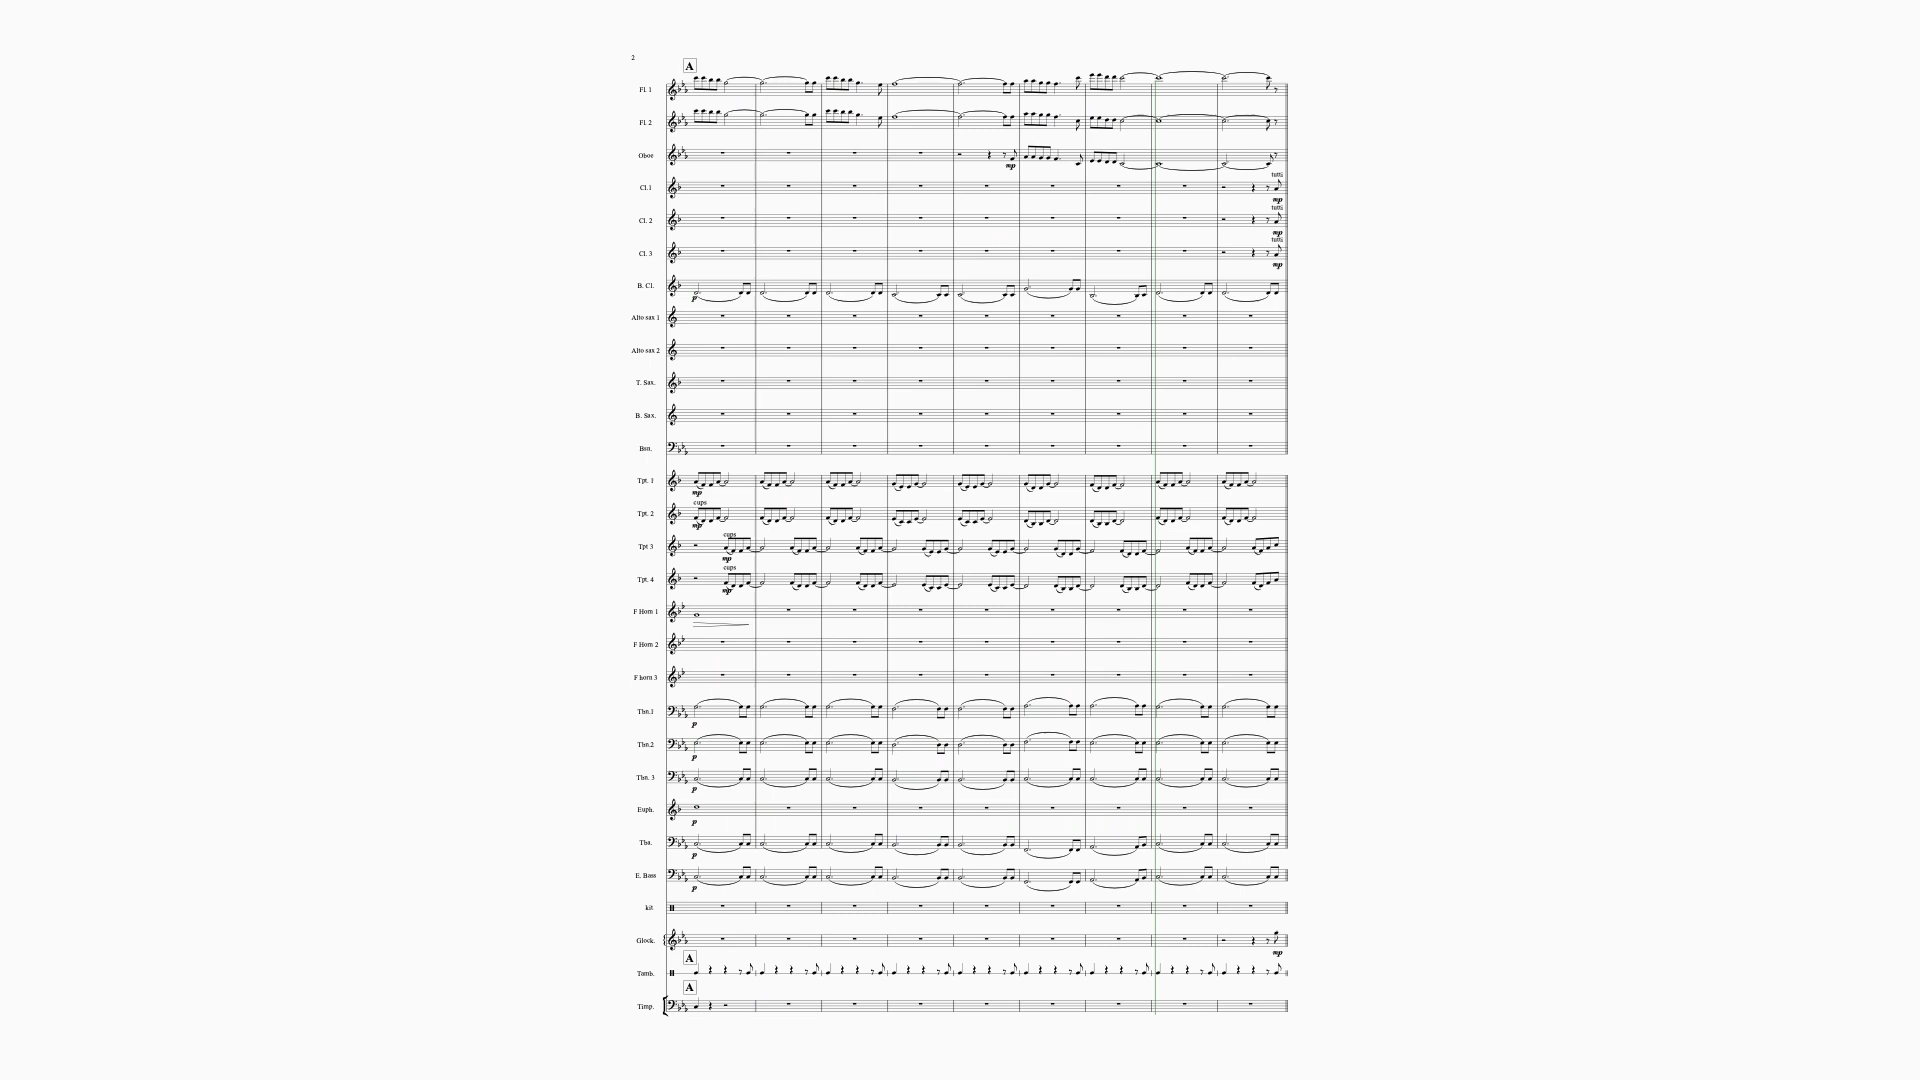 2
A
Fl. 1
Fl. 2
Oboe
mp
Cl.1
tutti
mp
Cl. 2
tutti
mp
Cl. 3
tutti
mp
B. Cl.
p
Alto sax 1
Alto sax 2
T. Sax.
B. Sax.
Bsn.
Tpt. 1
mp
cups
Tpt. 2
mp
cups
Tpt 3
mp
cups
Tpt. 4
mp
F Horn 1
F Horn 2
F horn 3
Tbn.1
p
Tbn.2
p
Tbn. 3
p
Euph.
p
Tba.
p
E. Bass
p
kit
Glock.
mp
A
Tamb.
A
Timp.